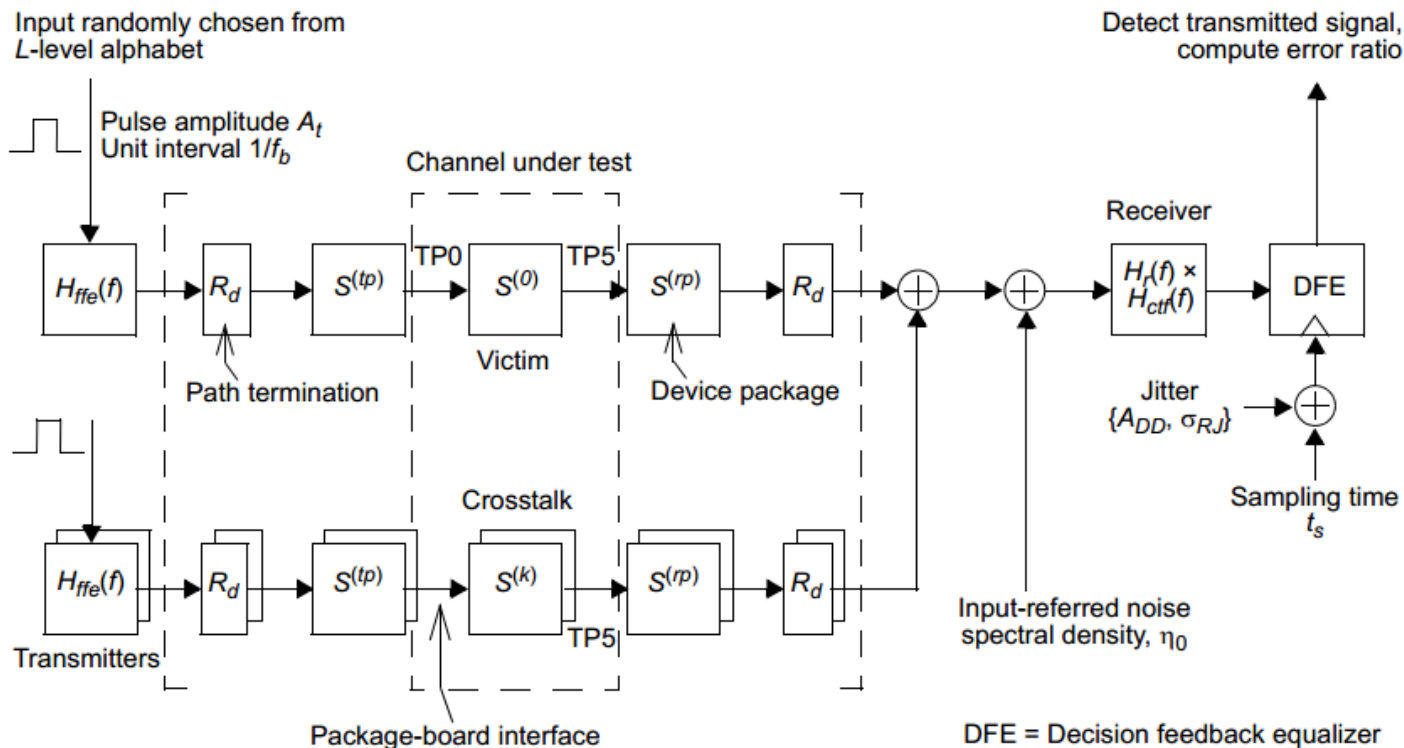 Input randomly chosen from
L-level alphabet
Detect transmitted signal,
compute error ratio
Pulse amplitude A_t
Unit interval 1/f_b
Channel under test
Receiver
H_ffe(f)
R_d
S^(tp)
TP0
S^(0)
TP5
S^(rp)
R_d
H_r(f) ×
H_ctf(f)
DFE
Victim
Path termination
Device package
Jitter
{A_DD, σ_RJ}
Crosstalk
Sampling time
t_s
H_ffe(f)
R_d
S^(tp)
S^(k)
S^(rp)
R_d
TP5
Input-referred noise
spectral density, η_0
Transmitters
Package-board interface
DFE = Decision feedback equalizer